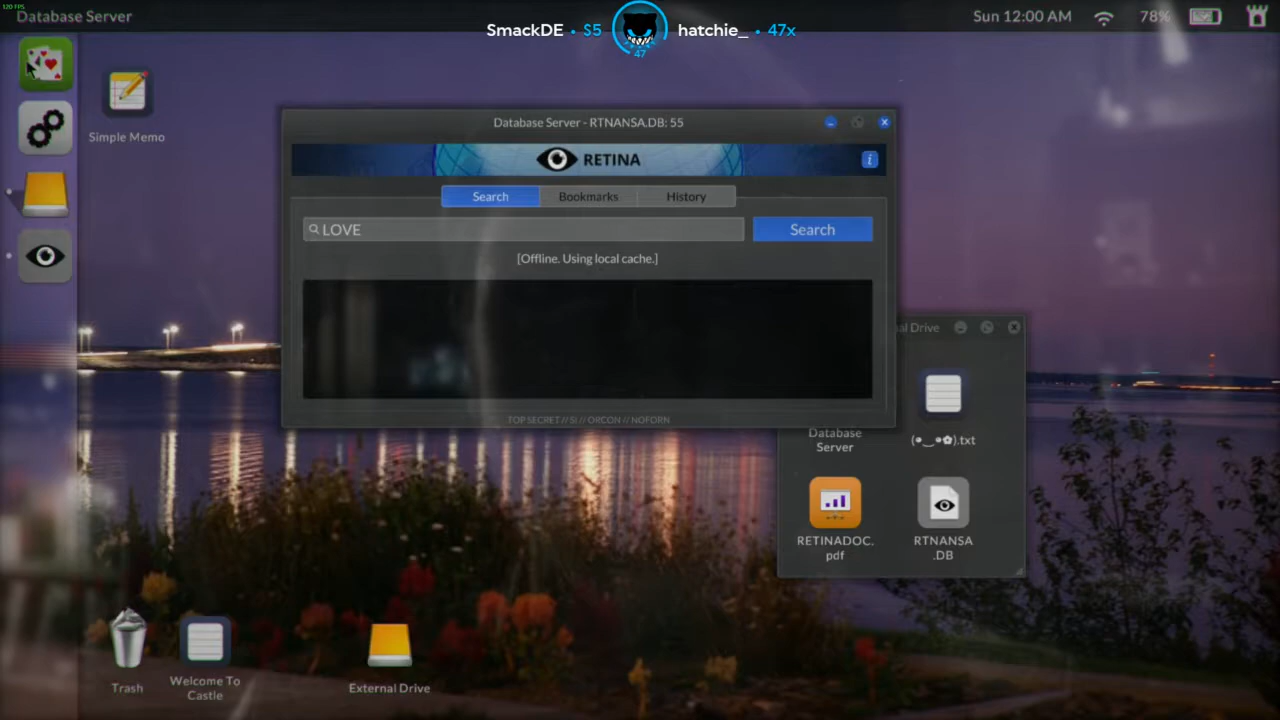 120 FPS
Database Server
SmackDE • $5
47
hatchie_ • 47x
Sun 12:00 AM
78%
Simple Memo
Database Server - RTNANSA.DB: 55
RETINA
i
Search
Bookmarks
History
LOVE
Search
[Offline. Using local cache.]
TOP SECRET // SI // ORCON // NOFORN
al Drive
Database
Server
(•‿•✿).txt
RETINADOC.
pdf
RTNANSA
.DB
Trash
Welcome To
Castle
External Drive